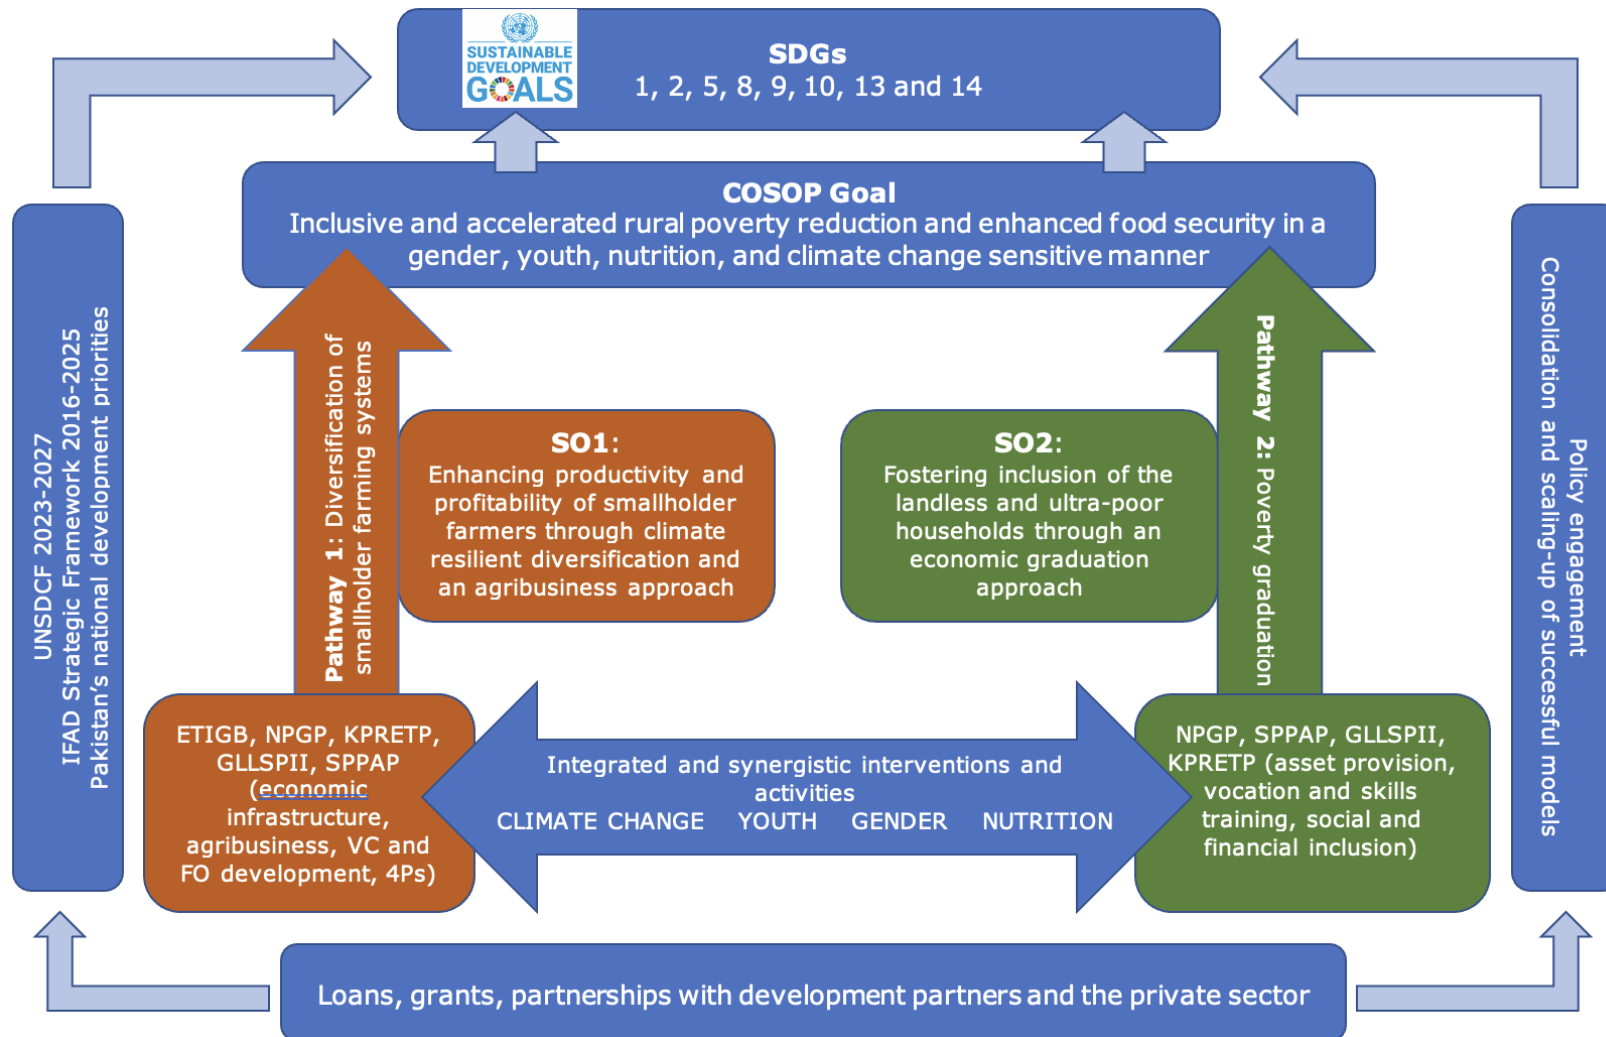 SUSTAINABLE
DEVELOPMENT
GOALS
SDGs
1, 2, 5, 8, 9, 10, 13 and 14
COSOP Goal
Inclusive and accelerated rural poverty reduction and enhanced food security in a
gender, youth, nutrition, and climate change sensitive manner
UNSDCF 2023-2027
IFAD Strategic Framework 2016-2025
Pakistan's national development priorities
Pathway 1: Diversification of
smallholder farming systems
SO1:
Enhancing productivity and
profitability of smallholder
farmers through climate
resilient diversification and
an agribusiness approach
SO2:
Fostering inclusion of the
landless and ultra-poor
households through an
economic graduation
approach
Pathway 2: Poverty graduation
Policy engagement
Consolidation and scaling-up of successful models
ETIGB, NPGP, KPRETP,
GLLSPII, SPPAP
(economic
infrastructure,
agribusiness, VC and
FO development, 4Ps)
Integrated and synergistic interventions and
activities
CLIMATE CHANGE YOUTH GENDER NUTRITION
NPGP, SPPAP, GLLSPII,
KPRETP (asset provision,
vocation and skills
training, social and
financial inclusion)
Loans, grants, partnerships with development partners and the private sector